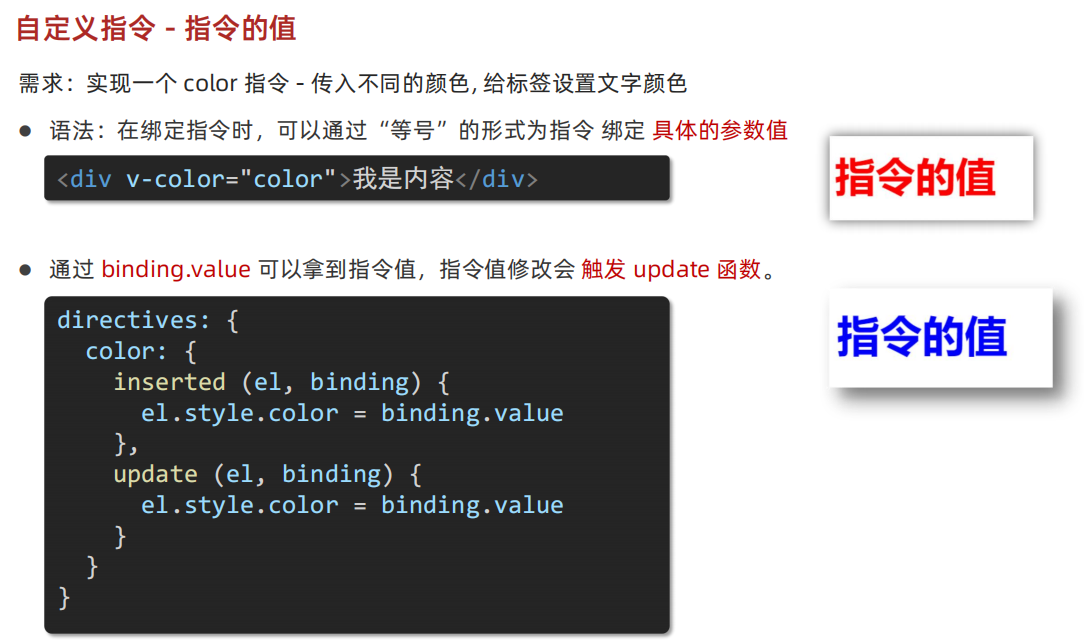 自定义指令 - 指令的值
需求：实现一个 color 指令 - 传入不同的颜色, 给标签设置文字颜色
● 语法：在绑定指令时，可以通过“等号”的形式为指令 绑定 具体的参数值
<div v-color="color">我是内容</div>
指令的值
● 通过 binding.value 可以拿到指令值，指令值修改会 触发 update 函数。
指令的值
directives: {
  color: {
    inserted (el, binding) {
      el.style.color = binding.value
    },
    update (el, binding) {
      el.style.color = binding.value
    }
  }
}